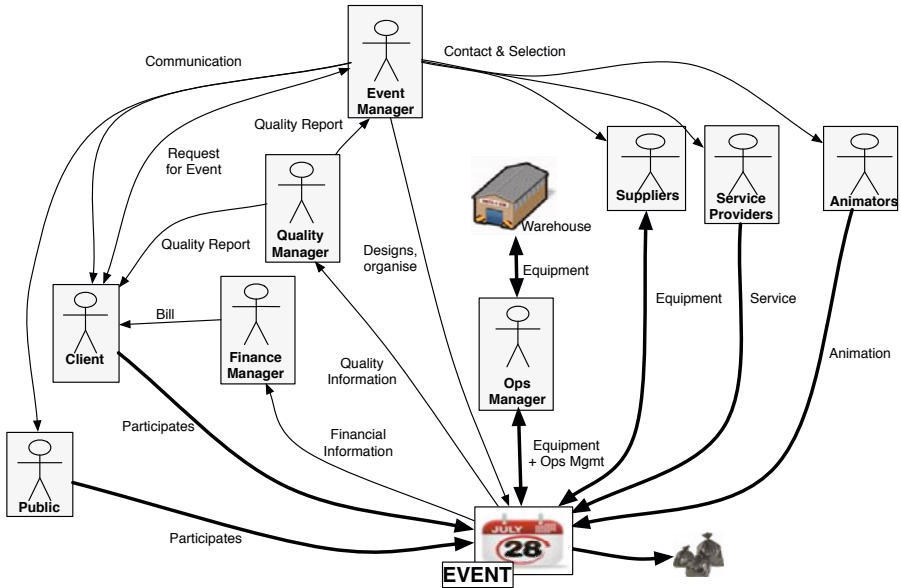 Communication
Contact & Selection
Event
Manager
Quality Report
Request
for Event
Suppliers
Service
Providers
Animators
Quality
Manager
Quality Report
Warehouse
Designs,
organise
Equipment
Equipment
Service
Bill
Client
Finance
Manager
Ops
Manager
Animation
Quality
Information
Participates
Financial
Information
Equipment
+ Ops Mgmt
Public
Participates
JULY
28
EVENT